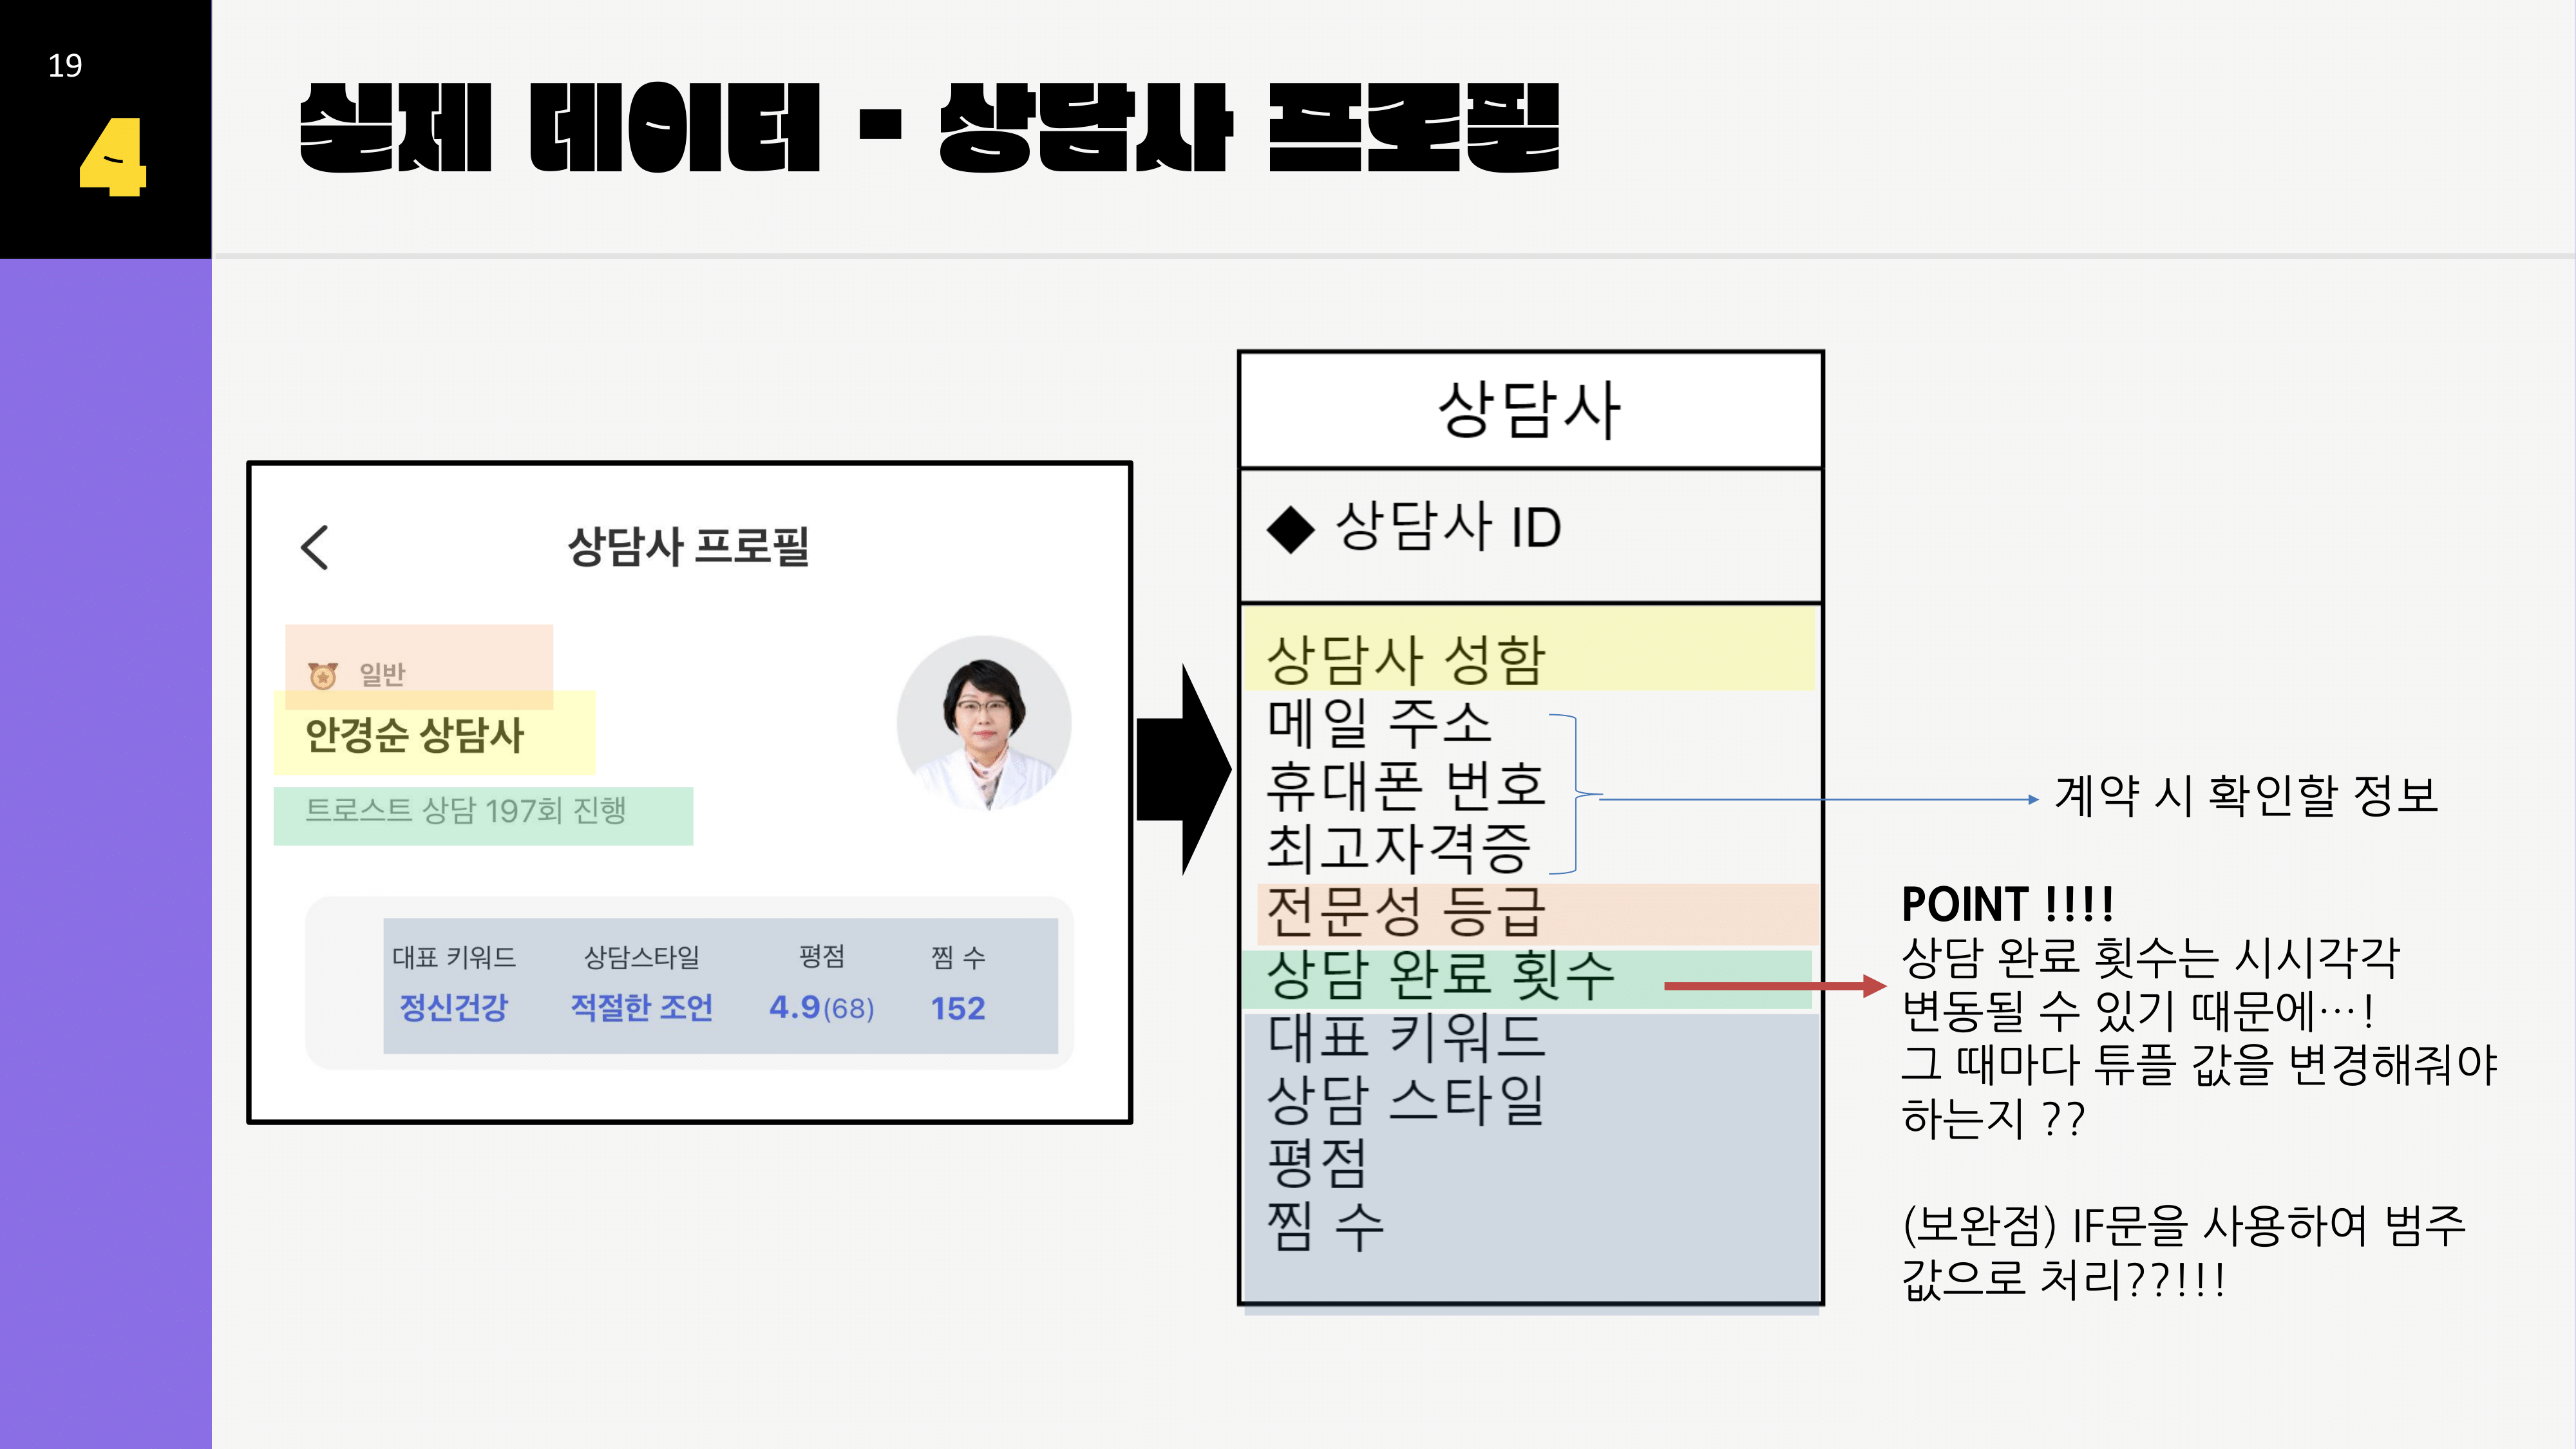 19
4
실제 데이터 - 상담사 프로필
상담사 프로필
일반
안경순 상담사
트로스트 상담 197회 진행
대표 키워드 상담스타일 평점 찜 수
정신건강 적절한 조언 4.9(68) 152
상담사
◆ 상담사 ID
상담사 성함
메일 주소
휴대폰 번호
최고자격증
전문성 등급
상담 완료 횟수
대표 키워드
상담 스타일
평점
찜 수
계약 시 확인할 정보
POINT !!!!
상담 완료 횟수는 시시각각
변동될 수 있기 때문에…!
그 때마다 튜플 값을 변경해줘야
하는지 ??
(보완점) IF문을 사용하여 범주
값으로 처리??!!!